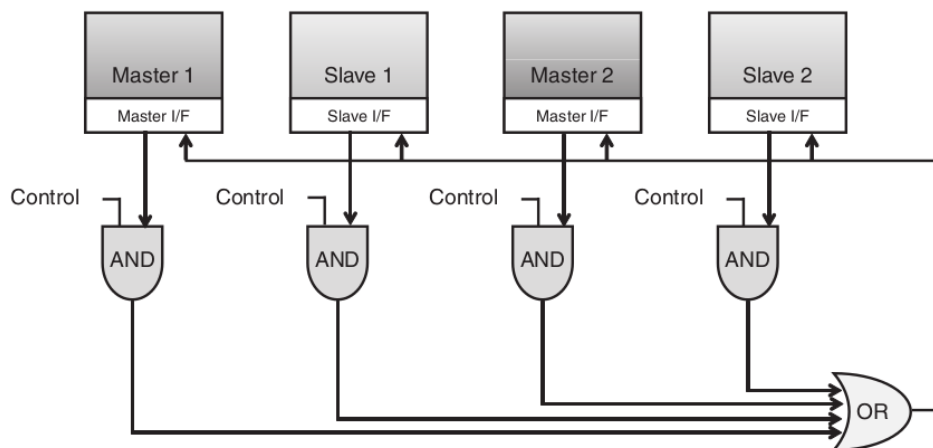 Master 1
Slave 1
Master 2
Slave 2
Master I/F
Slave I/F
Master I/F
Slave I/F
Control
Control
Control
Control
AND
AND
AND
AND
OR